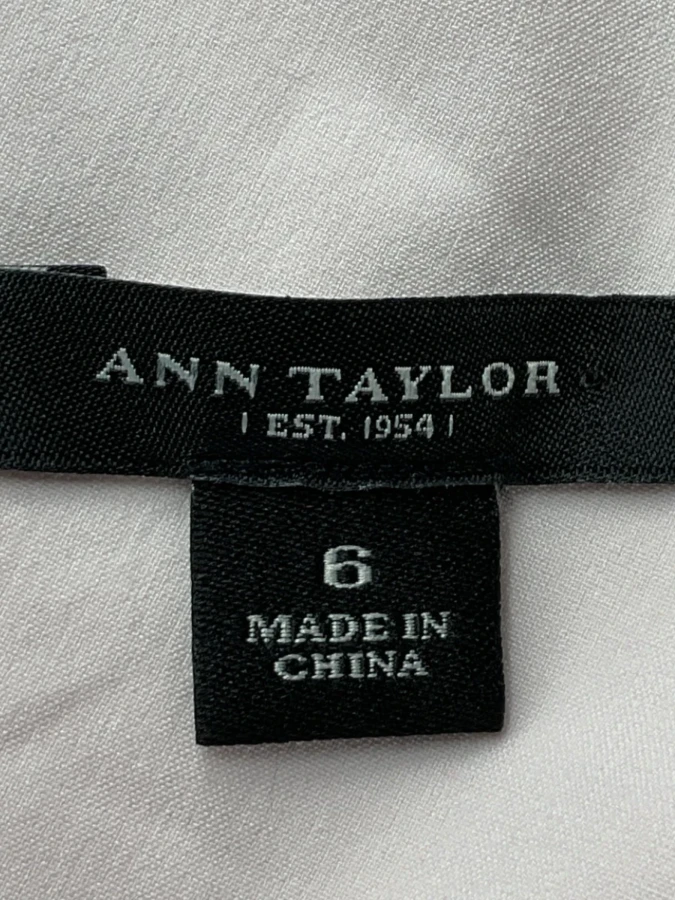 ANN TAYLOR
| EST. 1954 |
6
MADE IN
CHINA